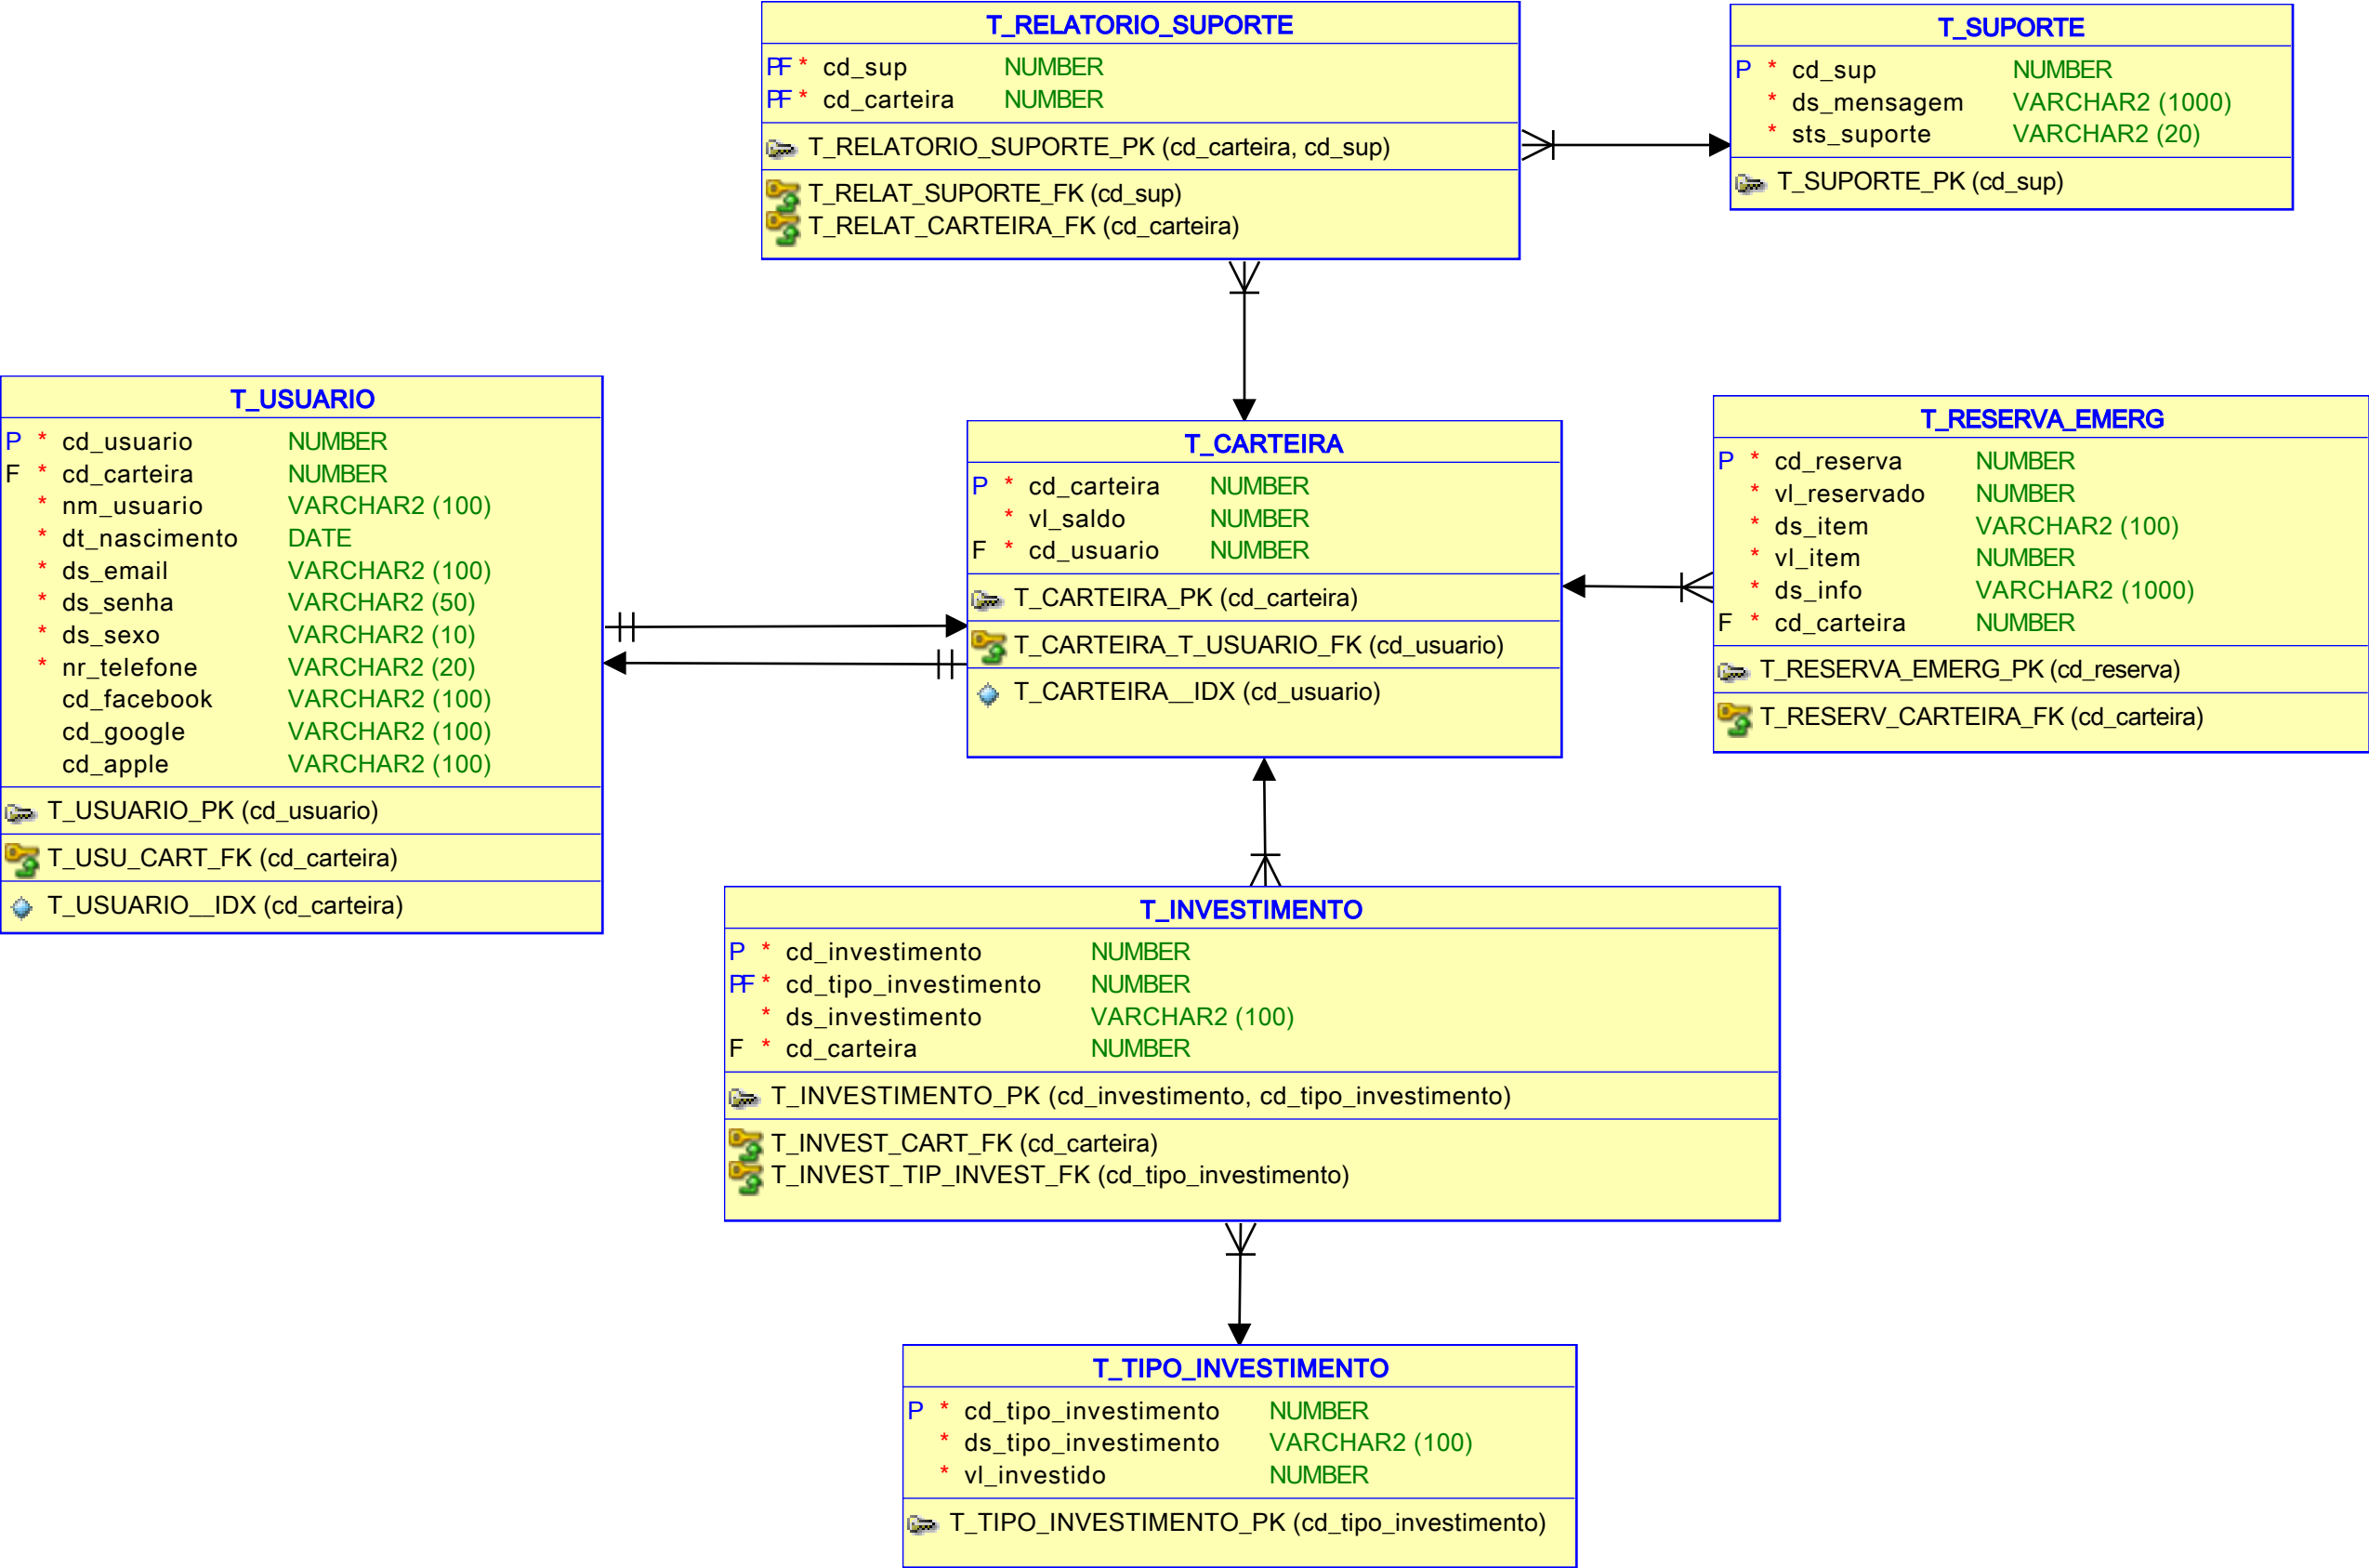 T_RELATORIO_SUPORTE
PF * cd_sup NUMBER
PF * cd_carteira NUMBER
T_RELATORIO_SUPORTE_PK (cd_carteira, cd_sup)
T_RELAT_SUPORTE_FK (cd_sup)
T_RELAT_CARTEIRA_FK (cd_carteira)
T_SUPORTE
P * cd_sup NUMBER
* ds_mensagem VARCHAR2 (1000)
* sts_suporte VARCHAR2 (20)
T_SUPORTE_PK (cd_sup)
T_USUARIO
P * cd_usuario NUMBER
F * cd_carteira NUMBER
* nm_usuario VARCHAR2 (100)
* dt_nascimento DATE
* ds_email VARCHAR2 (100)
* ds_senha VARCHAR2 (50)
* ds_sexo VARCHAR2 (10)
* nr_telefone VARCHAR2 (20)
cd_facebook VARCHAR2 (100)
cd_google VARCHAR2 (100)
cd_apple VARCHAR2 (100)
T_USUARIO_PK (cd_usuario)
T_USU_CART_FK (cd_carteira)
T_USUARIO__IDX (cd_carteira)
T_CARTEIRA
P * cd_carteira NUMBER
* vl_saldo NUMBER
F * cd_usuario NUMBER
T_CARTEIRA_PK (cd_carteira)
T_CARTEIRA_T_USUARIO_FK (cd_usuario)
T_CARTEIRA__IDX (cd_usuario)
T_RESERVA_EMERG
P * cd_reserva NUMBER
* vl_reservado NUMBER
* ds_item VARCHAR2 (100)
* vl_item NUMBER
* ds_info VARCHAR2 (1000)
F * cd_carteira NUMBER
T_RESERVA_EMERG_PK (cd_reserva)
T_RESERV_CARTEIRA_FK (cd_carteira)
T_INVESTIMENTO
P * cd_investimento NUMBER
PF * cd_tipo_investimento NUMBER
* ds_investimento VARCHAR2 (100)
F * cd_carteira NUMBER
T_INVESTIMENTO_PK (cd_investimento, cd_tipo_investimento)
T_INVEST_CART_FK (cd_carteira)
T_INVEST_TIP_INVEST_FK (cd_tipo_investimento)
T_TIPO_INVESTIMENTO
P * cd_tipo_investimento NUMBER
* ds_tipo_investimento VARCHAR2 (100)
* vl_investido NUMBER
T_TIPO_INVESTIMENTO_PK (cd_tipo_investimento)